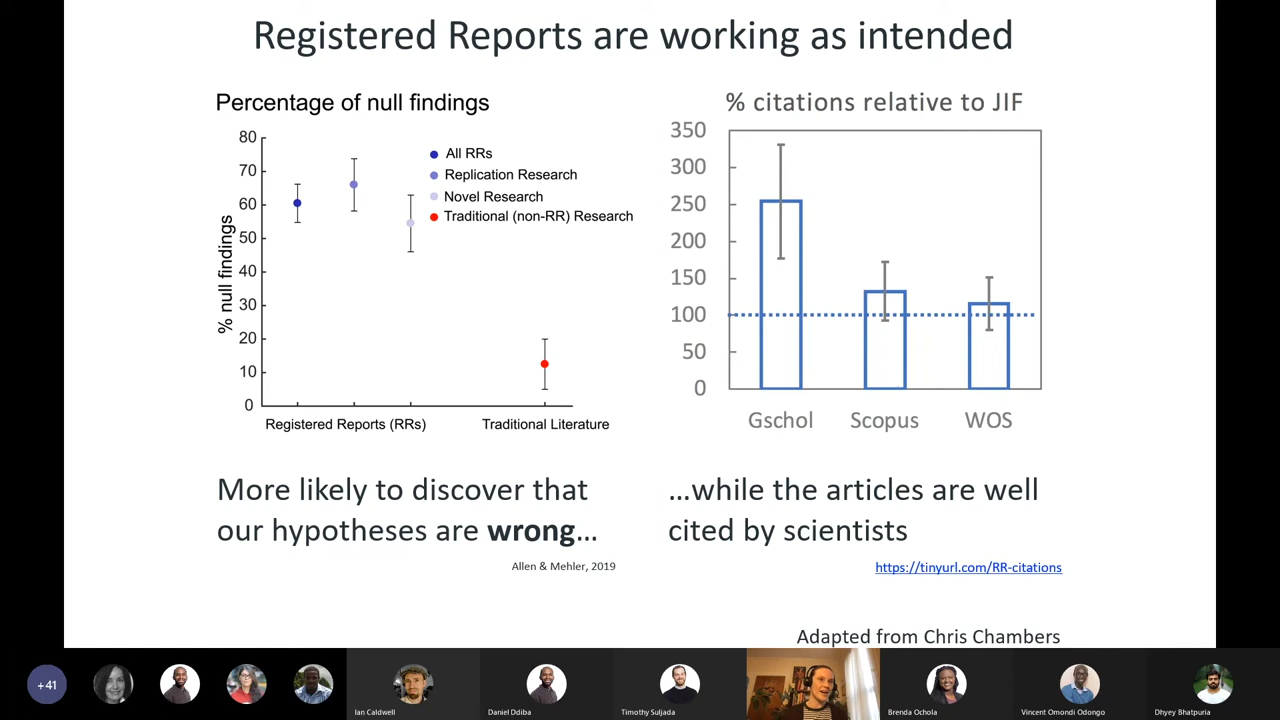 Registered Reports are working as intended
Percentage of null findings
% null findings
80
70
60
50
40
30
20
10
0
All RRs
Replication Research
Novel Research
Traditional (non-RR) Research
Registered Reports (RRs)
Traditional Literature
More likely to discover that
our hypotheses are wrong…
Allen & Mehler, 2019
% citations relative to JIF
350
300
250
200
150
100
50
0
Gschol
Scopus
WOS
…while the articles are well
cited by scientists
https://tinyurl.com/RR-citations
Adapted from Chris Chambers
+41
Ian Caldwell
Daniel Ddiba
Timothy Suljada
Brenda Ochola
Vincent Omondi Odongo
Dhyey Bhatpuria